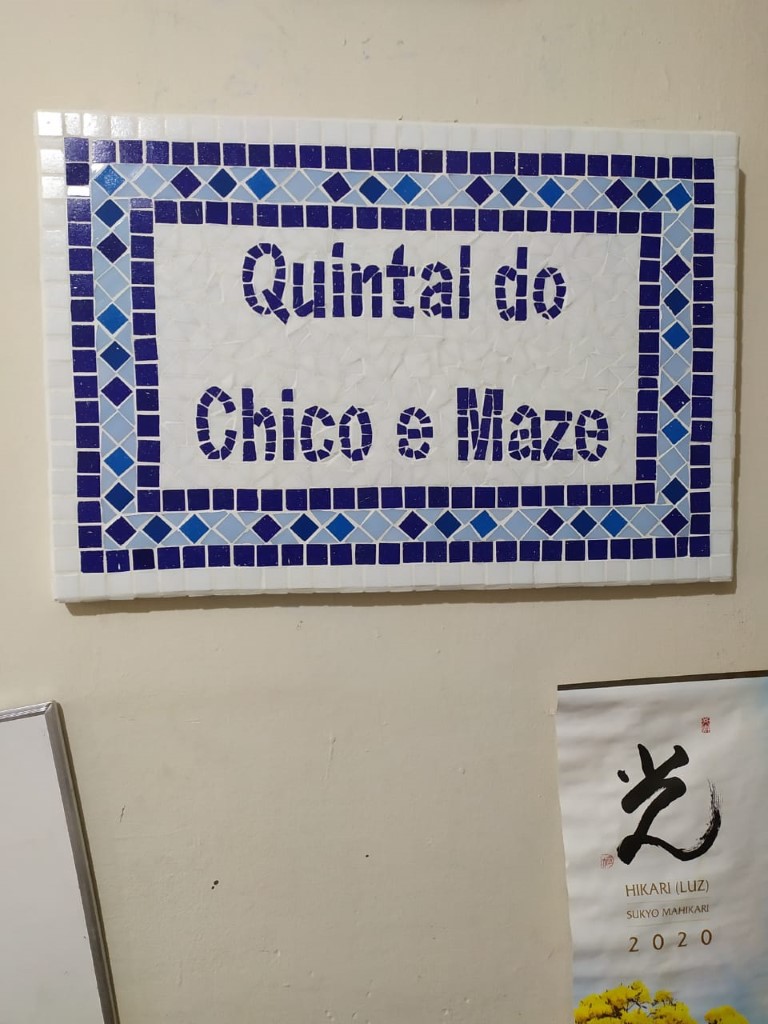 Quintal do
Chico e Maze
光
HIKARI (LUZ)
SUKYO MAHIKARI
2020